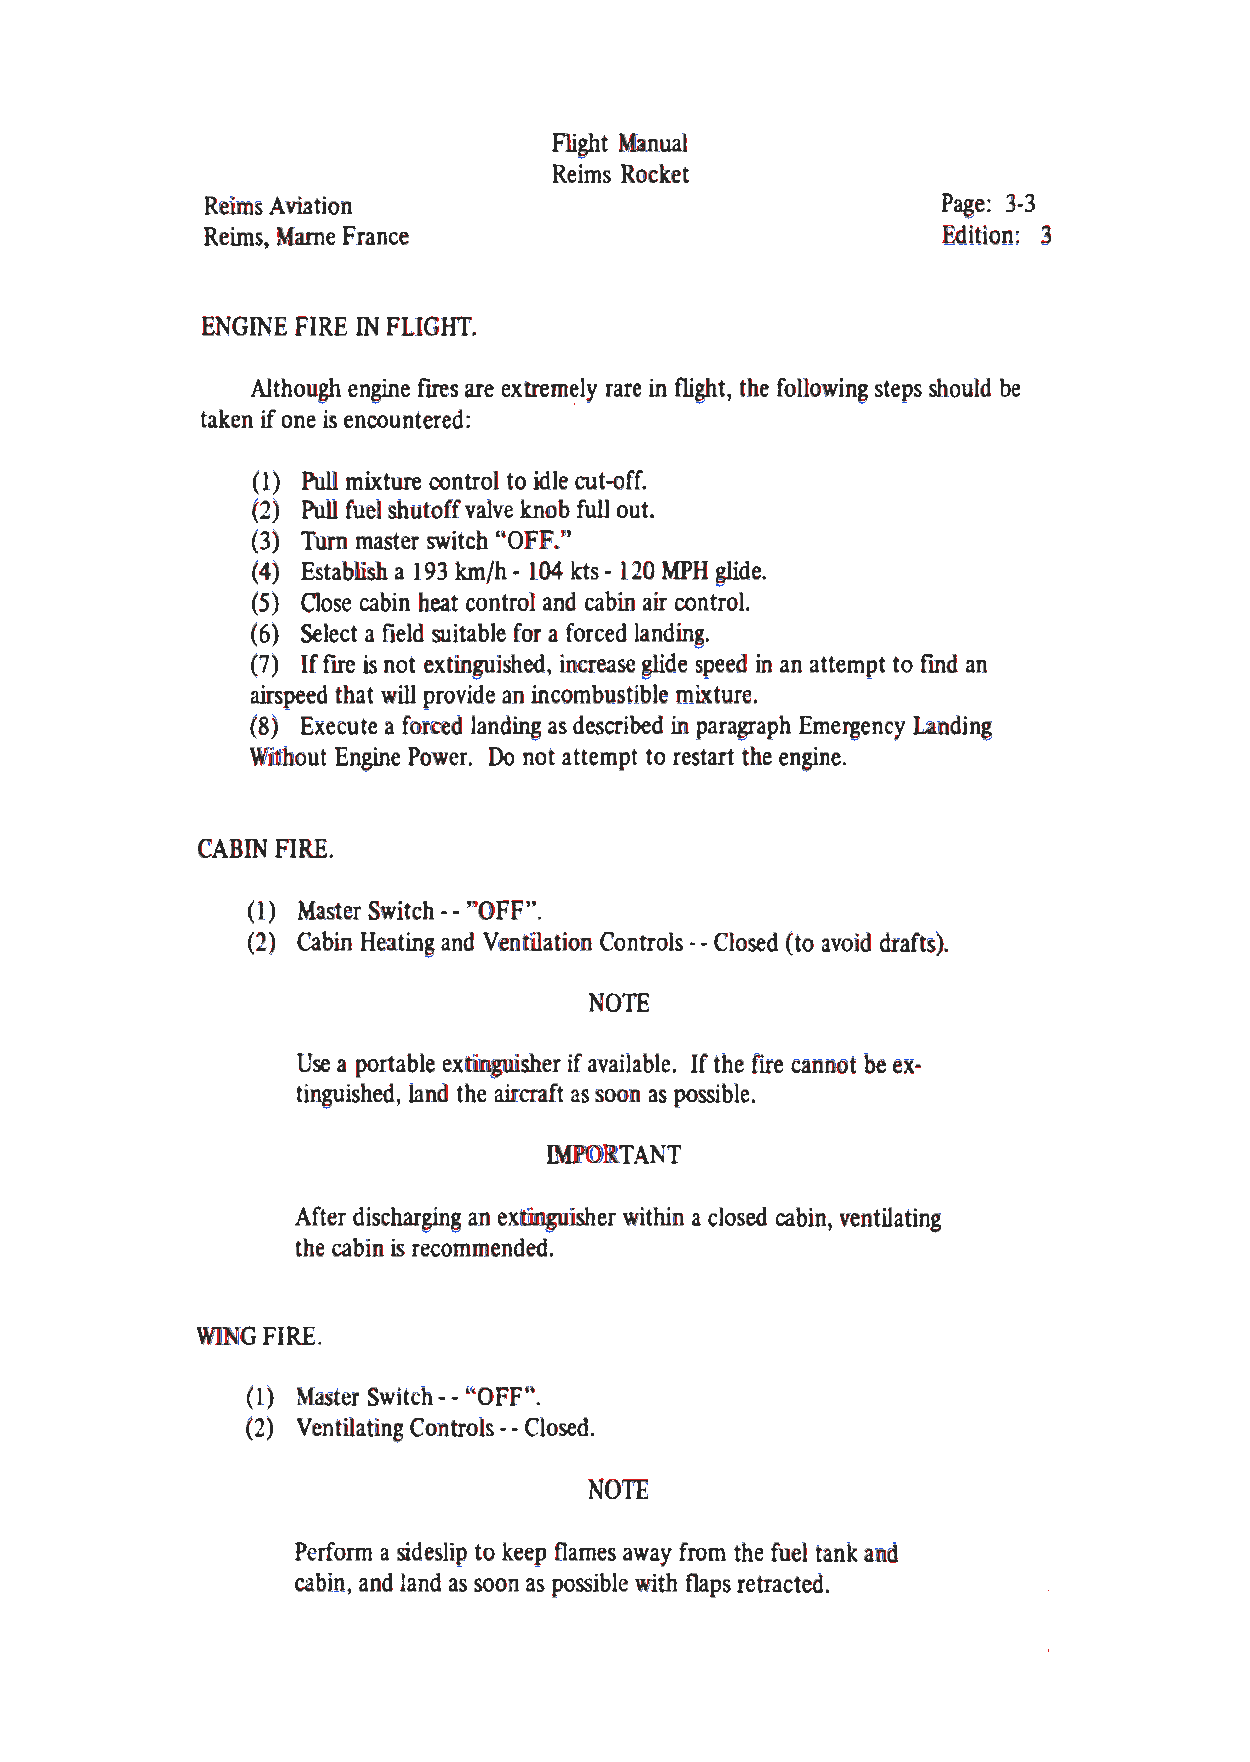 Flight Manual
Reims Rocket
Reims Aviation Page: 3-3
Reims, Marne France Edition: 3
ENGINE FIRE IN FLIGHT.
Although engine fires are extremely rare in flight, the following steps should be
taken if one is encountered:
(1) Pull mixture control to idle cut-off.
(2) Pull fuel shutoff valve knob full out.
(3) Turn master switch “OFF.”
(4) Establish a 193 km/h - 104 kts - 120 MPH glide.
(5) Close cabin heat control and cabin air control.
(6) Select a field suitable for a forced landing.
(7) If fire is not extinguished, increase glide speed in an attempt to find an
airspeed that will provide an incombustible mixture.
(8) Execute a forced landing as described in paragraph Emergency Landing
Without Engine Power. Do not attempt to restart the engine.
CABIN FIRE.
(1) Master Switch - - ”OFF”.
(2) Cabin Heating and Ventilation Controls - - Closed (to avoid drafts).
NOTE
Use a portable extinguisher if available. If the fire cannot be ex-
tinguished, land the aircraft as soon as possible.
IMPORTANT
After discharging an extinguisher within a closed cabin, ventilating
the cabin is recommended.
WING FIRE.
(1) Master Switch - - “OFF”.
(2) Ventilating Controls - - Closed.
NOTE
Perform a sideslip to keep flames away from the fuel tank and
cabin, and land as soon as possible with flaps retracted.